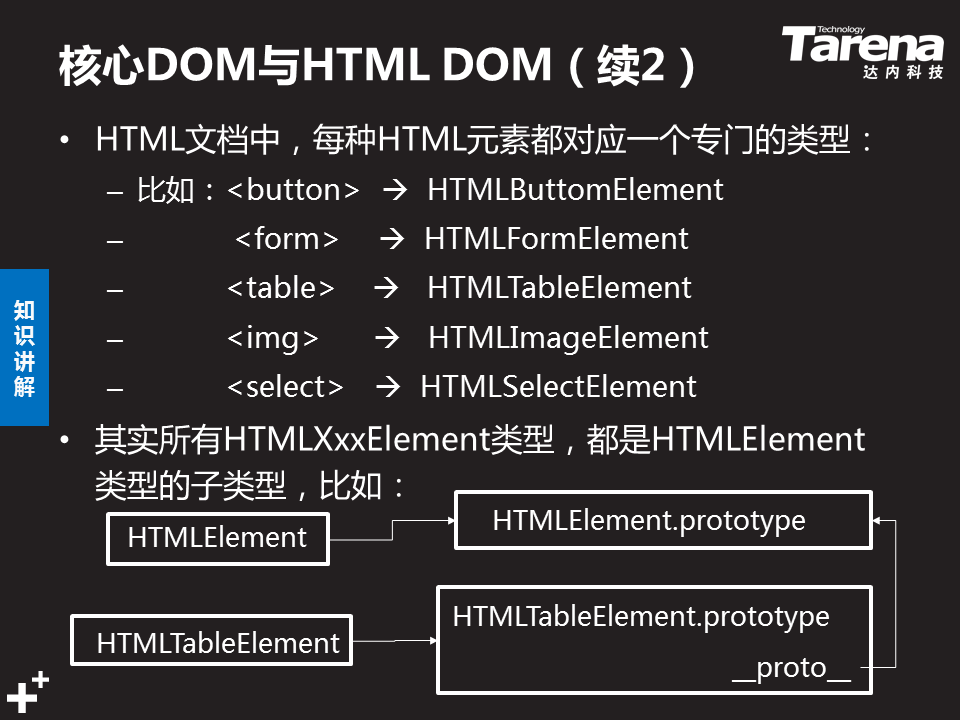 核心DOM与HTML DOM（续2）
Technology
Tarena
达内科技
• HTML文档中，每种HTML元素都对应一个专门的类型：
– 比如：<button> → HTMLButtomElement
– <form> → HTMLFormElement
– <table> → HTMLTableElement
– <img> → HTMLImageElement
– <select> → HTMLSelectElement
知识讲解
• 其实所有HTMLXxxElement类型，都是HTMLElement
类型的子类型，比如：
HTMLElement
HTMLElement.prototype
HTMLTableElement
HTMLTableElement.prototype
__proto__